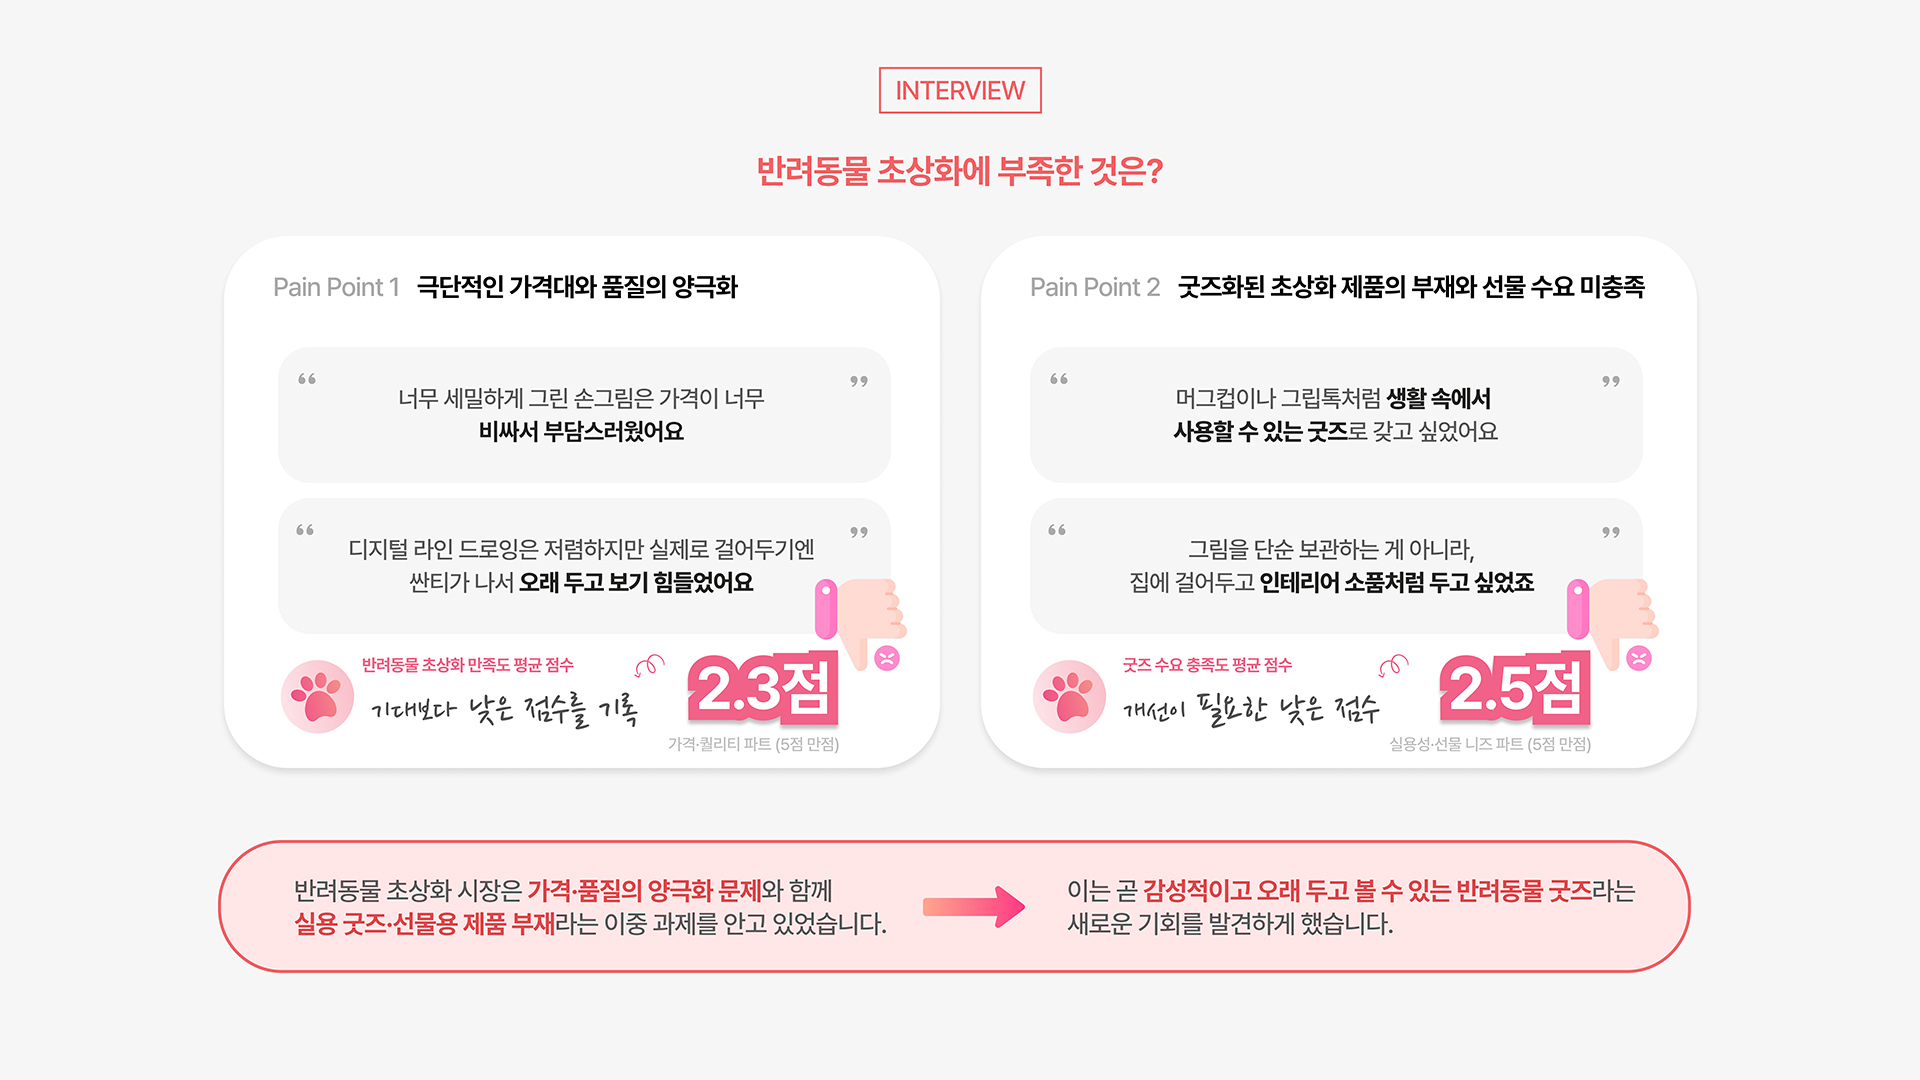 INTERVIEW
반려동물 초상화에 부족한 것은?
Pain Point 1 극단적인 가격대와 품질의 양극화
“ 너무 세밀하게 그린 손그림은 가격이 너무 ”
비싸서 부담스러웠어요
“ 디지털 라인 드로잉은 저렴하지만 실제로 걸어두기엔 ”
싼티가 나서 오래 두고 보기 힘들었어요
반려동물 초상화 만족도 평균 점수
기대보다 낮은 점수를 기록
2.3점
가격·퀄리티 파트 (5점 만점)
Pain Point 2 굿즈화된 초상화 제품의 부재와 선물 수요 미충족
“ 머그컵이나 그립톡처럼 생활 속에서 ”
사용할 수 있는 굿즈로 갖고 싶었어요
“ 그림을 단순 보관하는 게 아니라, ”
집에 걸어두고 인테리어 소품처럼 두고 싶었죠
굿즈 수요 충족도 평균 점수
개선이 필요한 낮은 점수
2.5점
실용성·선물 니즈 파트 (5점 만점)
반려동물 초상화 시장은 가격·품질의 양극화 문제와 함께
실용 굿즈·선물용 제품 부재라는 이중 과제를 안고 있었습니다.
이는 곧 감성적이고 오래 두고 볼 수 있는 반려동물 굿즈라는
새로운 기회를 발견하게 했습니다.